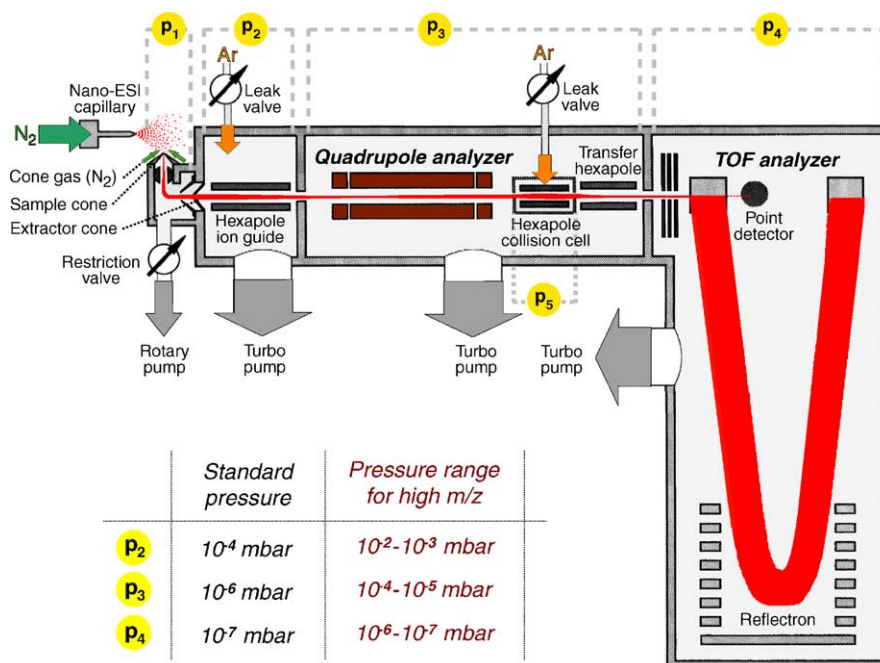 p1
p2
p3
p4
Ar
Ar
Nano-ESI
capillary
Leak
valve
Leak
valve
N2
Quadrupole analyzer
Transfer
hexapole
TOF analyzer
Cone gas (N2)
Sample cone
Extractor cone
Hexapole
ion guide
Hexapole
collision cell
Point
detector
Restriction
valve
p5
Rotary
pump
Turbo
pump
Turbo
pump
Turbo
pump
Standard
pressure
Pressure range
for high m/z
p2
10-4 mbar
10-2-10-3 mbar
p3
10-6 mbar
10-4-10-5 mbar
p4
10-7 mbar
10-6-10-7 mbar
Reflectron